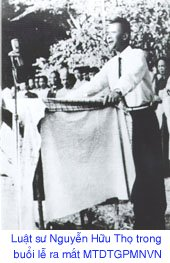 Luật sư Nguyễn Hữu Thọ trong
buổi lễ ra mắt MTDTGPMNVN